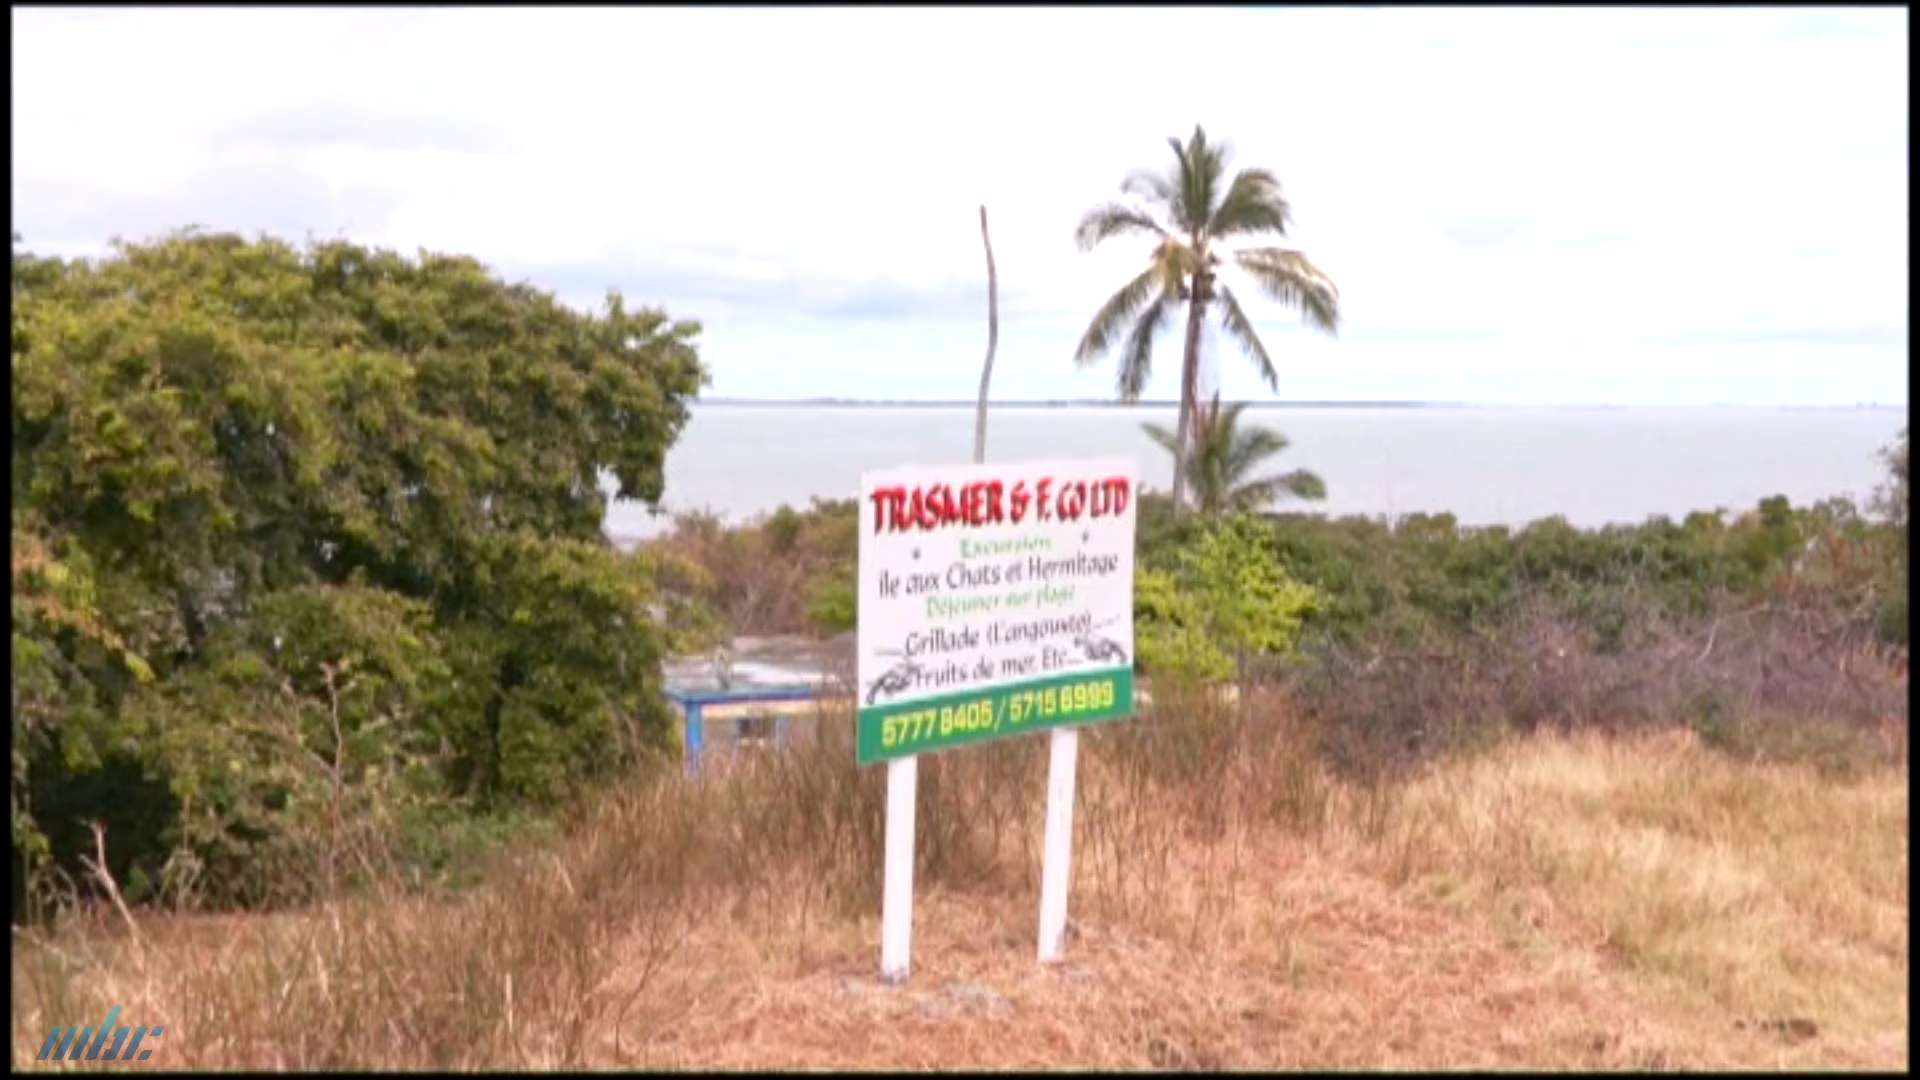 TRASMER & F. CO LTD
Excursion
île aux Chats et Hermitage
Déjeuner sur plage
Grillade (L'angouste)
Fruits de mer, Etc
5777 8405 / 5715 6999
mbc